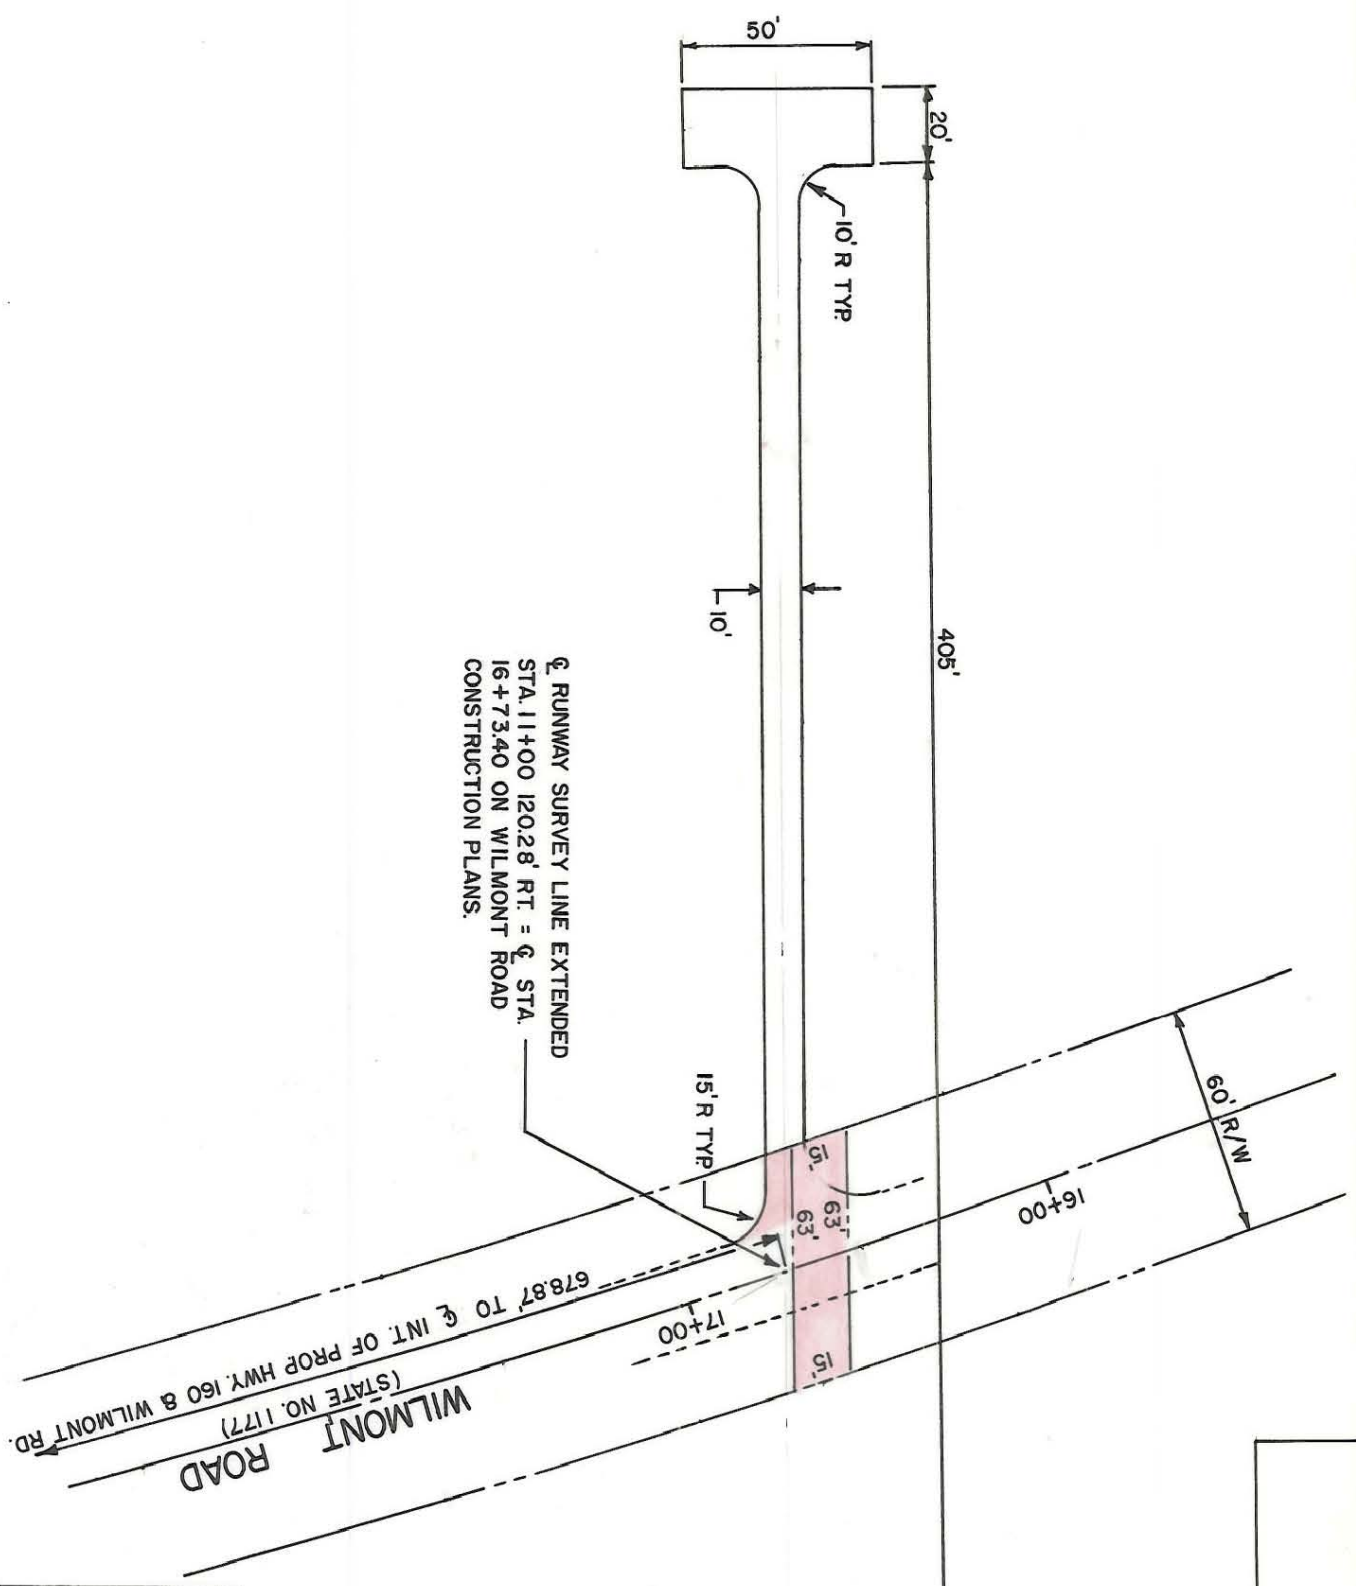 50'
20'
10' R TYP.
405'
10'
℄ RUNWAY SURVEY LINE EXTENDED
STA. 11+00 120.28' RT. = ℄ STA.
16+73.40 ON WILMONT ROAD
CONSTRUCTION PLANS.
15' R TYP.
60' R/W
15'
63'
63'
15'
16+00
17+00
678.87' TO ℄ INT. OF PROP HWY. 160 & WILMONT RD.
WILMONT ROAD
(STATE NO. 1177)